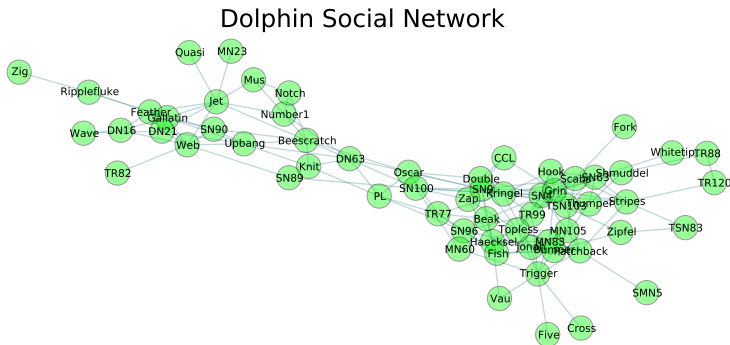 Dolphin Social Network
Quasi
MN23
Zig
Mus
Ripplefluke
Notch
Jet
Feather
Gallatin
Number1
Fork
Wave
DN16
DN21
SN90
Web
Upbang
Beescratch
CCL
Whitetip
TR88
Knit
DN63
TR82
SN89
Oscar
Hook
Scabs
SN63
Shmuddel
TR120
Double
SN100
SN9
Kringel
Grin
SN4
PL
Zap
TSN103
Thumper
Stripes
TR77
Beak
TR99
Topless
MN105
Zipfel
TSN83
SN96
Haecksel
MN83
MN60
Fish
Jonah
Patchback
Trigger
SMN5
Vau
Five
Cross